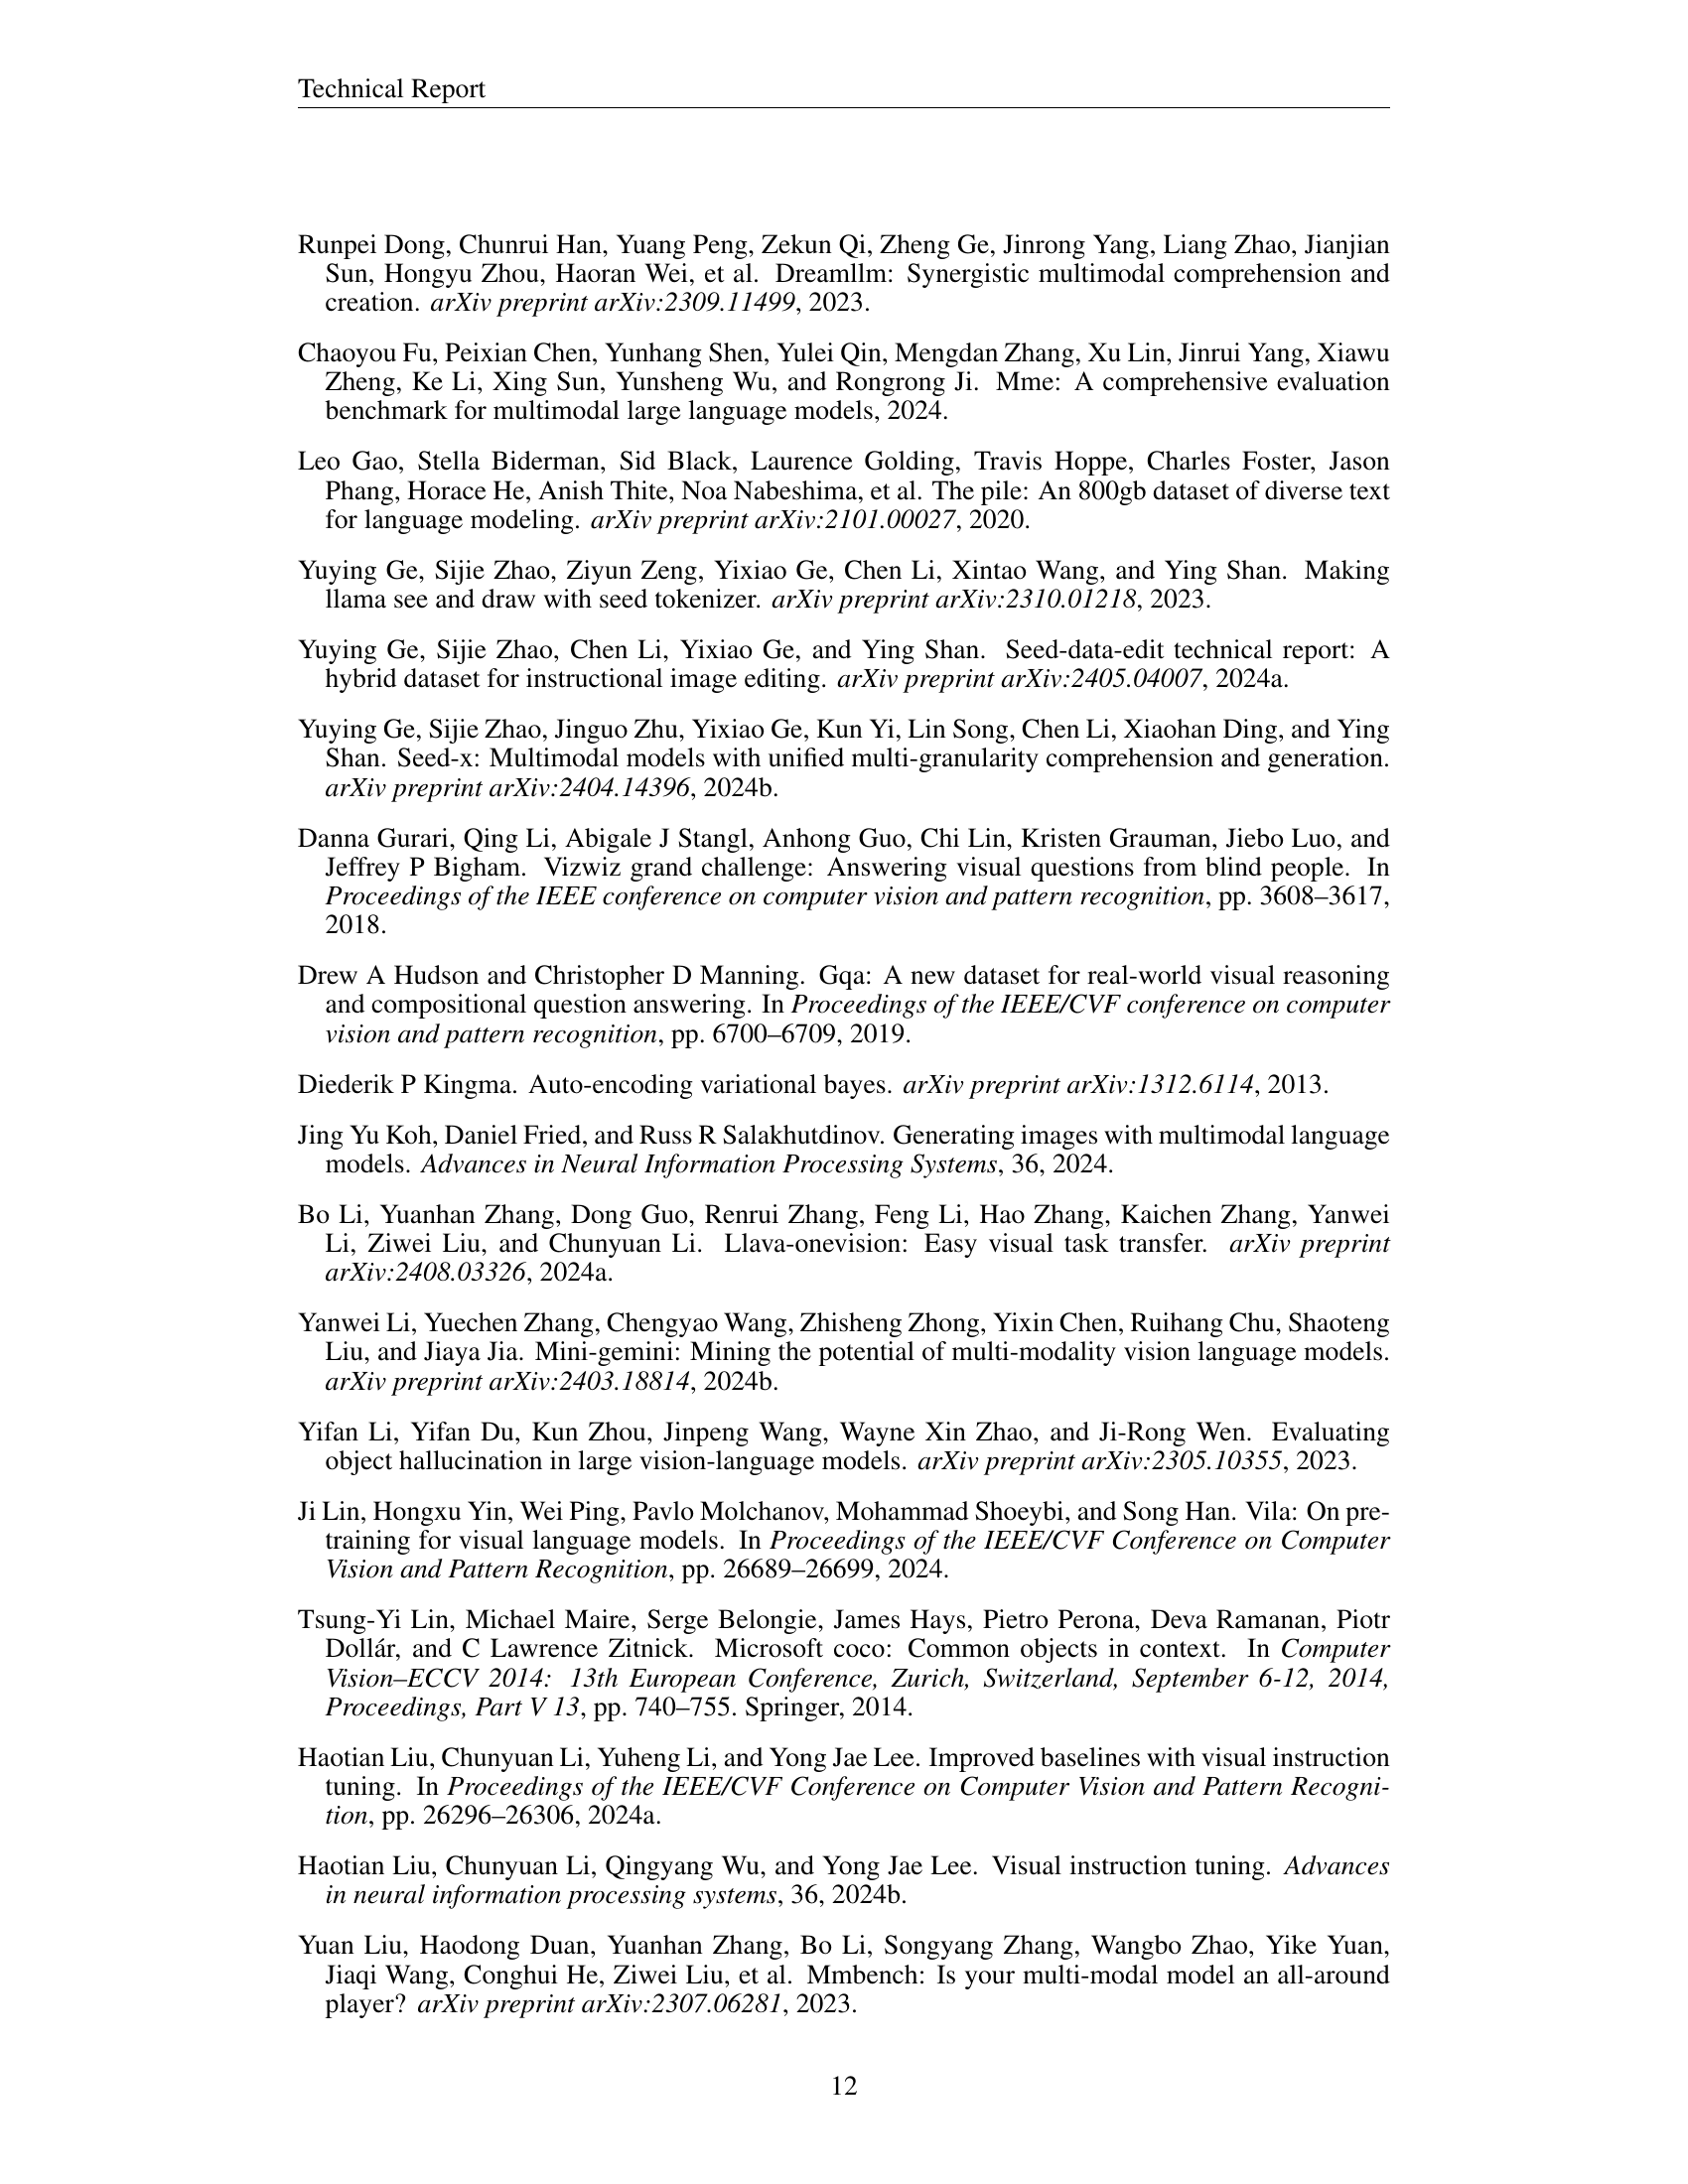 Technical Report
Runpei Dong, Chunrui Han, Yuang Peng, Zekun Qi, Zheng Ge, Jinrong Yang, Liang Zhao, Jianjian
Sun, Hongyu Zhou, Haoran Wei, et al. Dreamllm: Synergistic multimodal comprehension and
creation. arXiv preprint arXiv:2309.11499, 2023.
Chaoyou Fu, Peixian Chen, Yunhang Shen, Yulei Qin, Mengdan Zhang, Xu Lin, Jinrui Yang, Xiawu
Zheng, Ke Li, Xing Sun, Yunsheng Wu, and Rongrong Ji. Mme: A comprehensive evaluation
benchmark for multimodal large language models, 2024.
Leo Gao, Stella Biderman, Sid Black, Laurence Golding, Travis Hoppe, Charles Foster, Jason
Phang, Horace He, Anish Thite, Noa Nabeshima, et al. The pile: An 800gb dataset of diverse text
for language modeling. arXiv preprint arXiv:2101.00027, 2020.
Yuying Ge, Sijie Zhao, Ziyun Zeng, Yixiao Ge, Chen Li, Xintao Wang, and Ying Shan. Making
llama see and draw with seed tokenizer. arXiv preprint arXiv:2310.01218, 2023.
Yuying Ge, Sijie Zhao, Chen Li, Yixiao Ge, and Ying Shan. Seed-data-edit technical report: A
hybrid dataset for instructional image editing. arXiv preprint arXiv:2405.04007, 2024a.
Yuying Ge, Sijie Zhao, Jinguo Zhu, Yixiao Ge, Kun Yi, Lin Song, Chen Li, Xiaohan Ding, and Ying
Shan. Seed-x: Multimodal models with unified multi-granularity comprehension and generation.
arXiv preprint arXiv:2404.14396, 2024b.
Danna Gurari, Qing Li, Abigale J Stangl, Anhong Guo, Chi Lin, Kristen Grauman, Jiebo Luo, and
Jeffrey P Bigham. Vizwiz grand challenge: Answering visual questions from blind people. In
Proceedings of the IEEE conference on computer vision and pattern recognition, pp. 3608–3617,
2018.
Drew A Hudson and Christopher D Manning. Gqa: A new dataset for real-world visual reasoning
and compositional question answering. In Proceedings of the IEEE/CVF conference on computer
vision and pattern recognition, pp. 6700–6709, 2019.
Diederik P Kingma. Auto-encoding variational bayes. arXiv preprint arXiv:1312.6114, 2013.
Jing Yu Koh, Daniel Fried, and Russ R Salakhutdinov. Generating images with multimodal language
models. Advances in Neural Information Processing Systems, 36, 2024.
Bo Li, Yuanhan Zhang, Dong Guo, Renrui Zhang, Feng Li, Hao Zhang, Kaichen Zhang, Yanwei
Li, Ziwei Liu, and Chunyuan Li. Llava-onevision: Easy visual task transfer. arXiv preprint
arXiv:2408.03326, 2024a.
Yanwei Li, Yuechen Zhang, Chengyao Wang, Zhisheng Zhong, Yixin Chen, Ruihang Chu, Shaoteng
Liu, and Jiaya Jia. Mini-gemini: Mining the potential of multi-modality vision language models.
arXiv preprint arXiv:2403.18814, 2024b.
Yifan Li, Yifan Du, Kun Zhou, Jinpeng Wang, Wayne Xin Zhao, and Ji-Rong Wen. Evaluating
object hallucination in large vision-language models. arXiv preprint arXiv:2305.10355, 2023.
Ji Lin, Hongxu Yin, Wei Ping, Pavlo Molchanov, Mohammad Shoeybi, and Song Han. Vila: On pre-
training for visual language models. In Proceedings of the IEEE/CVF Conference on Computer
Vision and Pattern Recognition, pp. 26689–26699, 2024.
Tsung-Yi Lin, Michael Maire, Serge Belongie, James Hays, Pietro Perona, Deva Ramanan, Piotr
Dollár, and C Lawrence Zitnick. Microsoft coco: Common objects in context. In Computer
Vision–ECCV 2014: 13th European Conference, Zurich, Switzerland, September 6-12, 2014,
Proceedings, Part V 13, pp. 740–755. Springer, 2014.
Haotian Liu, Chunyuan Li, Yuheng Li, and Yong Jae Lee. Improved baselines with visual instruction
tuning. In Proceedings of the IEEE/CVF Conference on Computer Vision and Pattern Recogni-
tion, pp. 26296–26306, 2024a.
Haotian Liu, Chunyuan Li, Qingyang Wu, and Yong Jae Lee. Visual instruction tuning. Advances
in neural information processing systems, 36, 2024b.
Yuan Liu, Haodong Duan, Yuanhan Zhang, Bo Li, Songyang Zhang, Wangbo Zhao, Yike Yuan,
Jiaqi Wang, Conghui He, Ziwei Liu, et al. Mmbench: Is your multi-modal model an all-around
player? arXiv preprint arXiv:2307.06281, 2023.
12